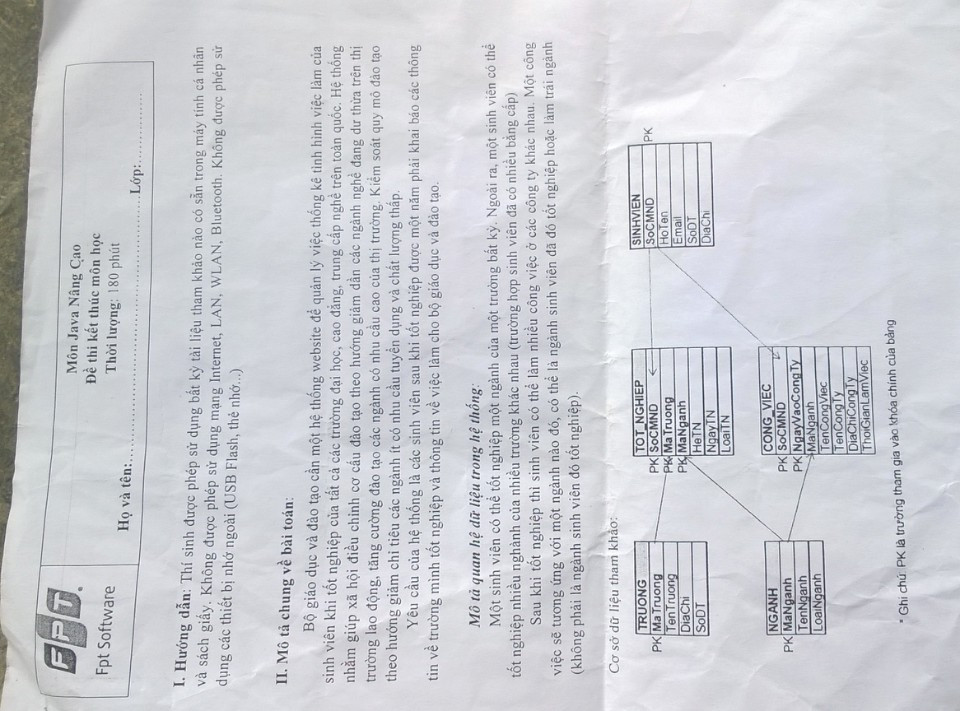 FPT.
Fpt Software
Môn Java Nâng Cao
Đề thi kết thúc môn học
Thời lượng: 180 phút
Họ và tên:..................................................Lớp:..............
I. Hướng dẫn: Thí sinh được phép sử dụng bất kỳ tài liệu tham khảo nào có sẵn trong máy tính cá nhân
và sách giấy. Không được phép sử dụng mạng Internet, LAN, WLAN, Bluetooth. Không được phép sử
dụng các thiết bị nhớ ngoài (USB Flash, thẻ nhớ...)
II. Mô tả chung về bài toán:
Bộ giáo dục và đào tạo cần một hệ thống website để quản lý việc thống kê tình hình việc làm của
sinh viên khi tốt nghiệp của tất cả các trường đại học, cao đẳng, trung cấp nghề trên toàn quốc. Hệ thống
nhằm giúp xã hội điều chỉnh cơ cấu đào tạo theo hướng giảm dần các ngành nghề đang dư thừa trên thị
trường lao động, tăng cường đào tạo các ngành có nhu cầu cao của thị trường. Kiểm soát quy mô đào tạo
theo hướng giảm chỉ tiêu các ngành ít có nhu cầu tuyển dụng và chất lượng thấp.
Yêu cầu của hệ thống là các sinh viên sau khi tốt nghiệp được một năm phải khai báo các thông
tin về trường mình tốt nghiệp và thông tin về việc làm cho bộ giáo dục và đào tạo.
Mô tả quan hệ dữ liệu trong hệ thống:
Một sinh viên có thể tốt nghiệp một ngành của một trường bất kỳ. Ngoài ra, một sinh viên có thể
tốt nghiệp nhiều nghành của nhiều trường khác nhau (trường hợp sinh viên đã có nhiều bằng cấp)
Sau khi tốt nghiệp thì sinh viên có thể làm nhiều công việc ở các công ty khác nhau. Một công
việc sẽ tương ứng với một ngành nào đó, có thể là ngành sinh viên đã đó tốt nghiệp hoặc làm trái ngành
(không phải là ngành sinh viên đó tốt nghiệp).
Cơ sở dữ liệu tham khảo:
TRUONG
PK MaTruong
TenTruong
DiaChi
SoDT
TOT_NGHIEP
PK SoCMND
PK MaTruong
PK MaNganh
HeTN
NgayTN
LoaiTN
SINHVIEN
SoCMND PK
HoTen
Email
SoDT
DiaChi
NGANH
PK MaNganh
TenNganh
LoaiNganh
CONG_VIEC
PK SoCMND
PK NgayVaoCongTy
MaNganh
TenCongViec
TenCongTy
DiaChiCongTy
ThoiGianLamViec
* Ghi chú: PK là trường tham gia vào khóa chính của bảng